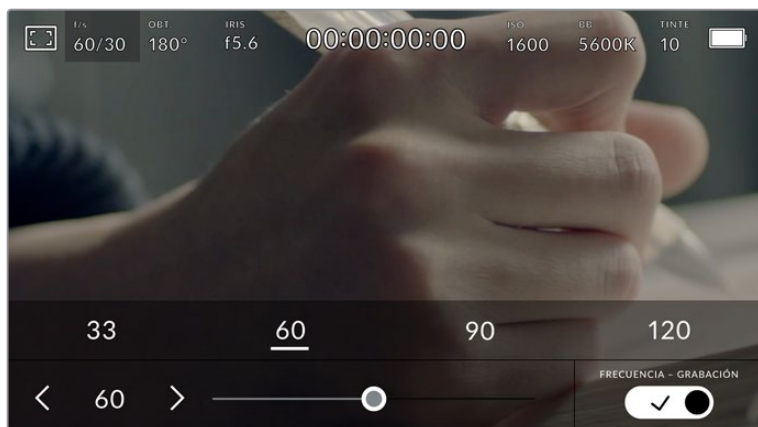 f/s OBT. IRIS 00:00:00:00 ISO BB TINTE
60/30 180° f5.6 1600 5600K 10
33 60 90 120
FRECUENCIA – GRABACIÓN
60